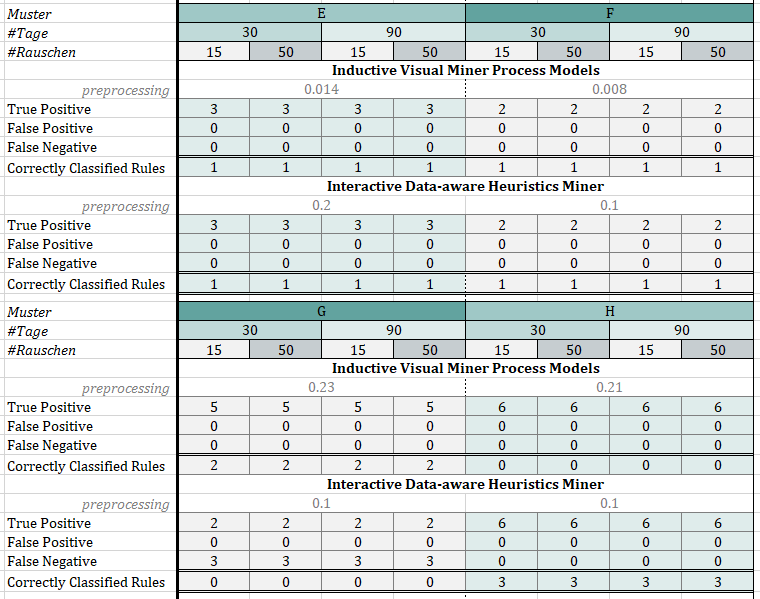 Muster E F
#Tage 30 90 30 90
#Rauschen 15 50 15 50 15 50 15 50
Inductive Visual Miner Process Models
preprocessing 0.014 0.008
True Positive 3 3 3 3 2 2 2 2
False Positive 0 0 0 0 0 0 0 0
False Negative 0 0 0 0 0 0 0 0
Correctly Classified Rules 1 1 1 1 1 1 1 1
Interactive Data-aware Heuristics Miner
preprocessing 0.2 0.1
True Positive 3 3 3 3 2 2 2 2
False Positive 0 0 0 0 0 0 0 0
False Negative 0 0 0 0 0 0 0 0
Correctly Classified Rules 1 1 1 1 1 1 1 1
Muster G H
#Tage 30 90 30 90
#Rauschen 15 50 15 50 15 50 15 50
Inductive Visual Miner Process Models
preprocessing 0.23 0.21
True Positive 5 5 5 5 6 6 6 6
False Positive 0 0 0 0 0 0 0 0
False Negative 0 0 0 0 0 0 0 0
Correctly Classified Rules 2 2 2 2 0 0 0 0
Interactive Data-aware Heuristics Miner
preprocessing 0.1 0.1
True Positive 2 2 2 2 6 6 6 6
False Positive 0 0 0 0 0 0 0 0
False Negative 3 3 3 3 0 0 0 0
Correctly Classified Rules 0 0 0 0 3 3 3 3